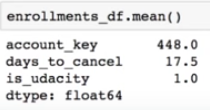 enrollments_df.mean()
account_key 448.0
days_to_cancel 17.5
is_udacity 1.0
dtype: float64